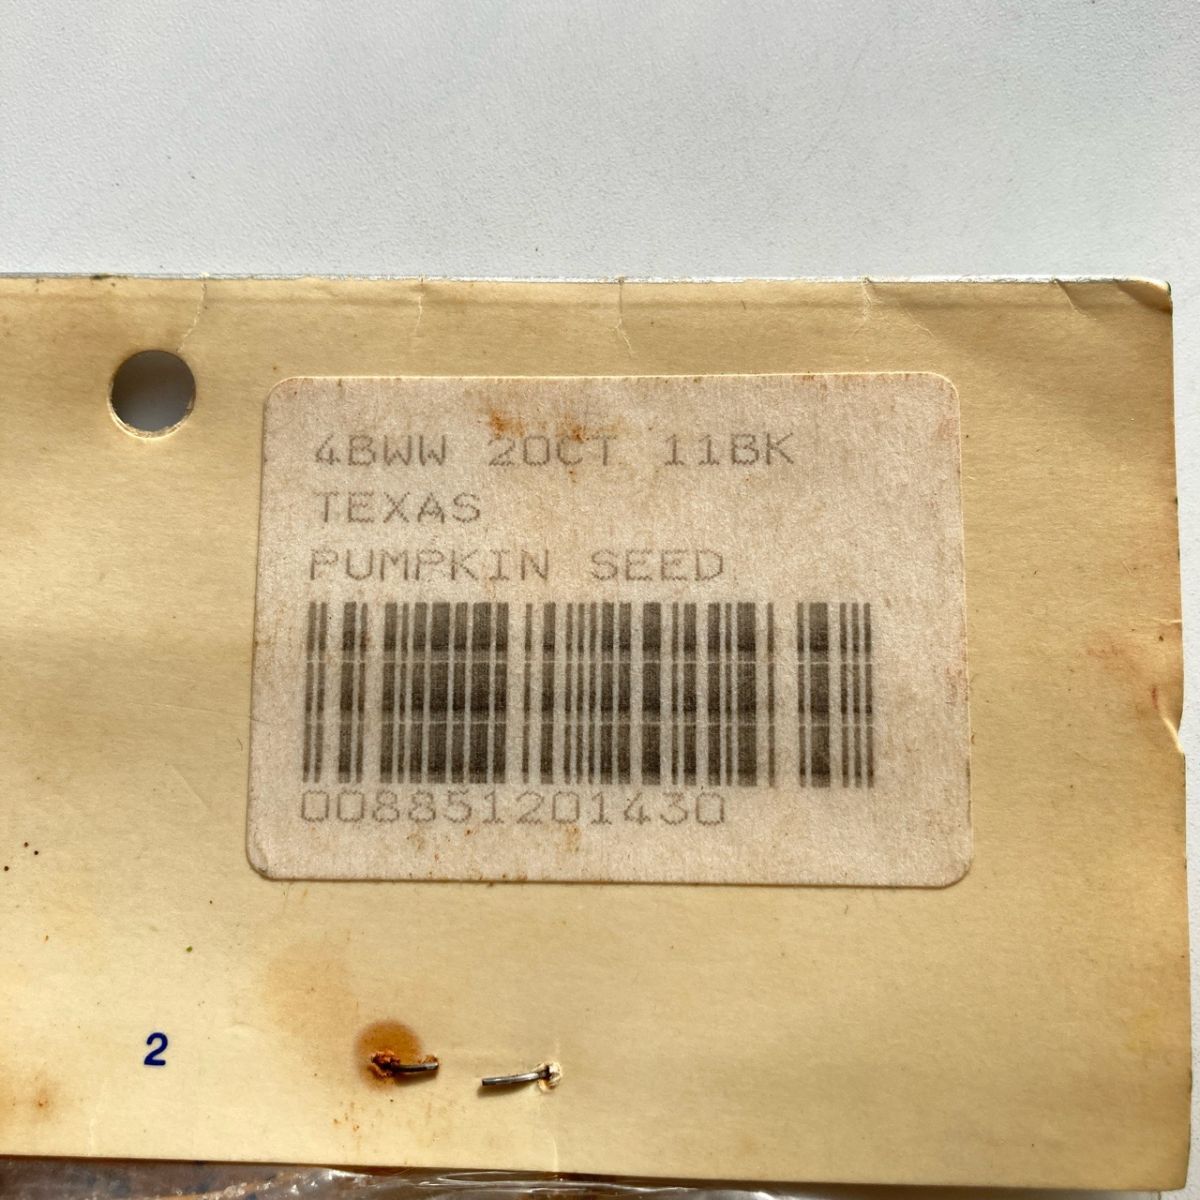 4BWW 20CT 11BK
TEXAS
PUMPKIN SEED
008851201430
2